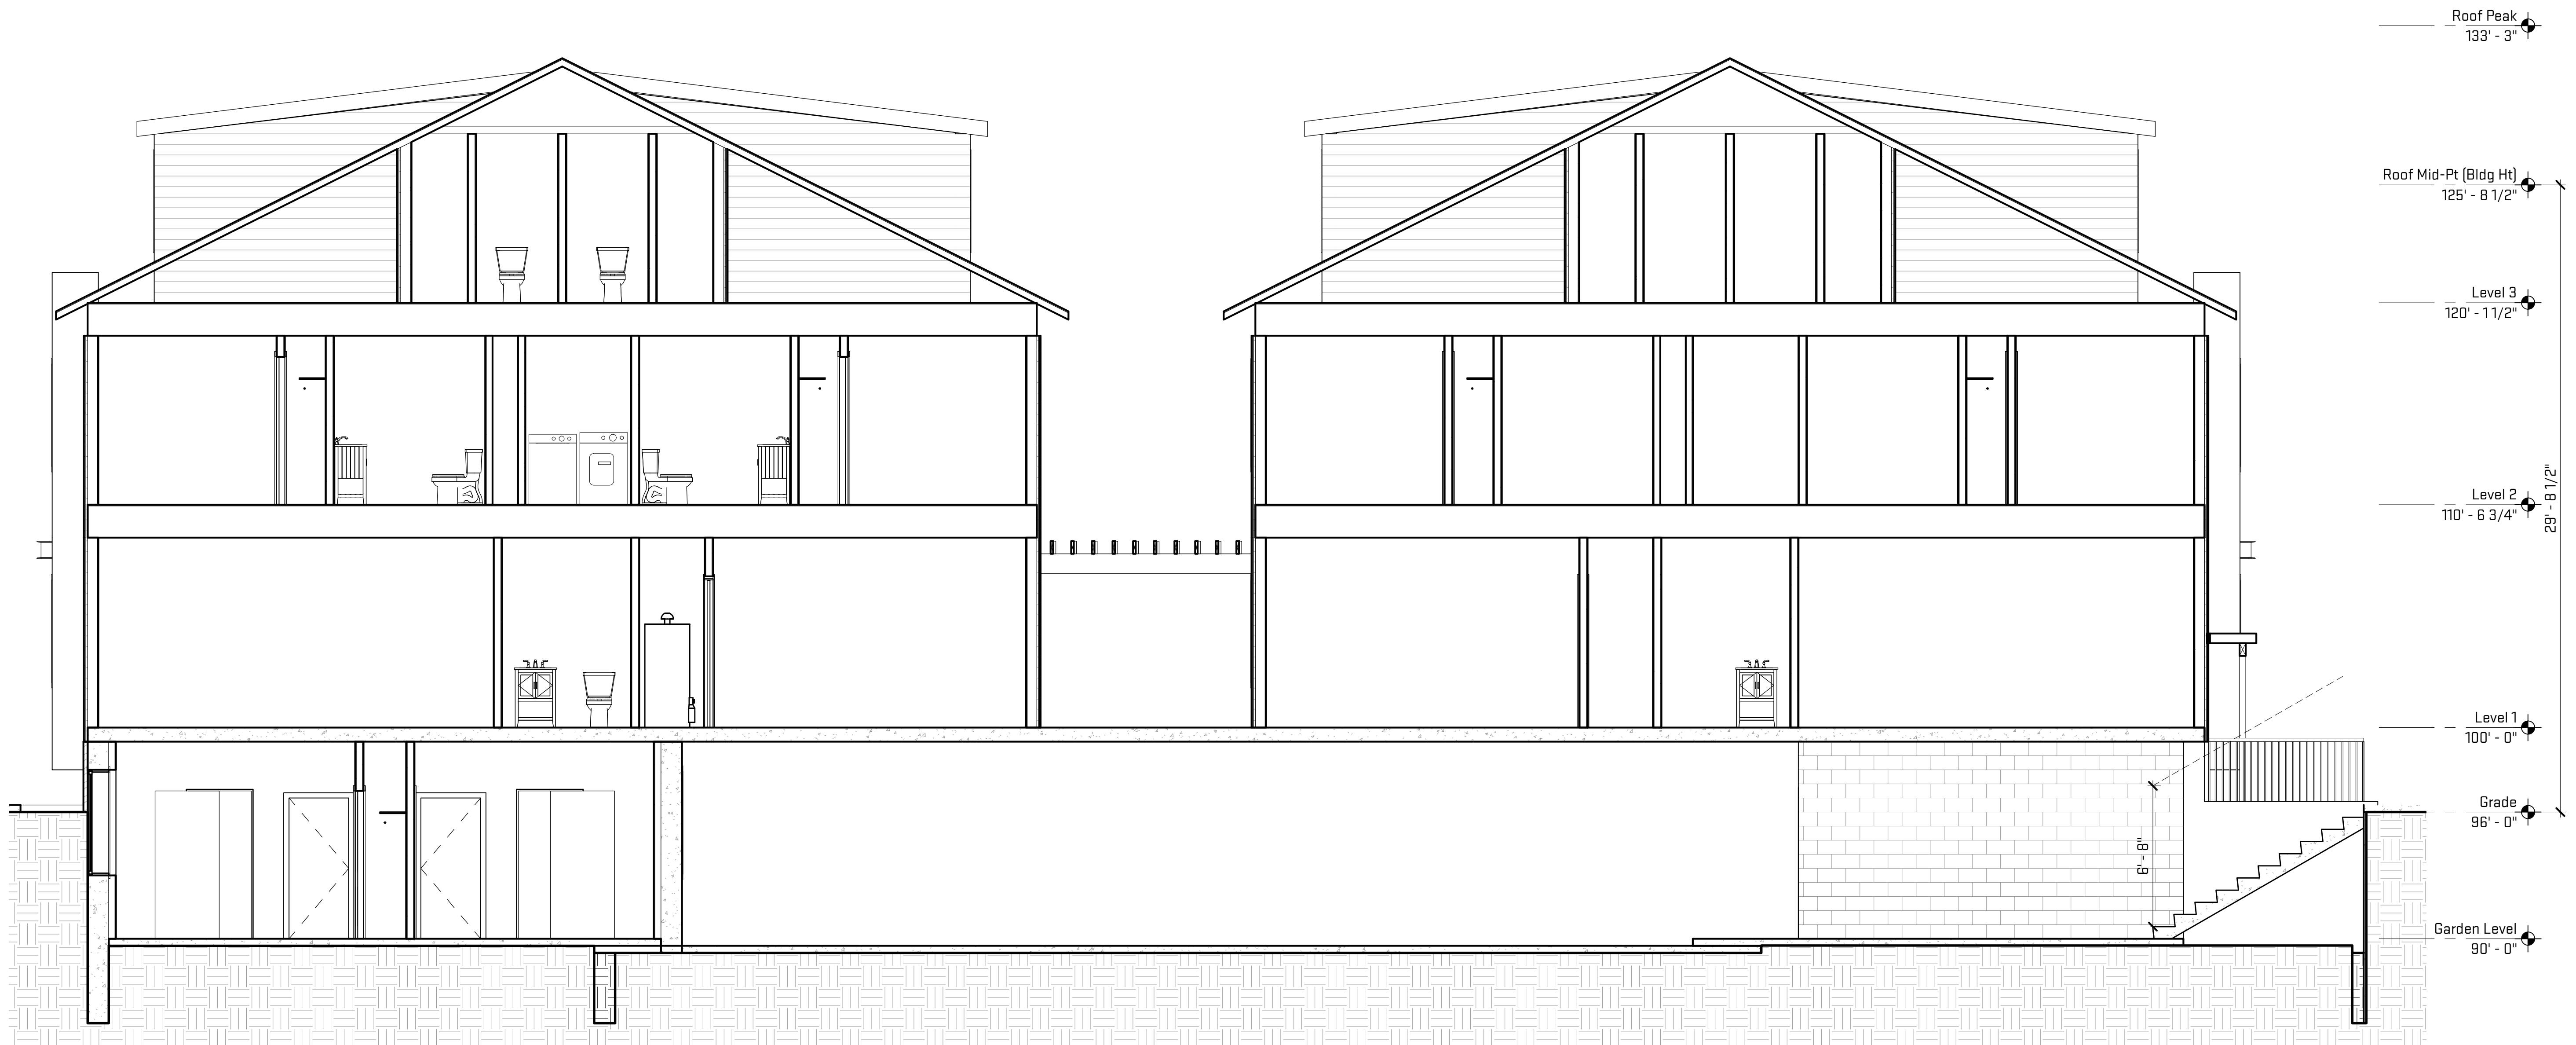 Roof Peak
133' - 3"
Roof Mid-Pt (Bldg Ht)
125' - 8 1/2"
Level 3
120' - 1 1/2"
Level 2
110' - 6 3/4"
29' - 8 1/2"
Level 1
100' - 0"
Grade
96' - 0"
6' - 8"
Garden Level
90' - 0"